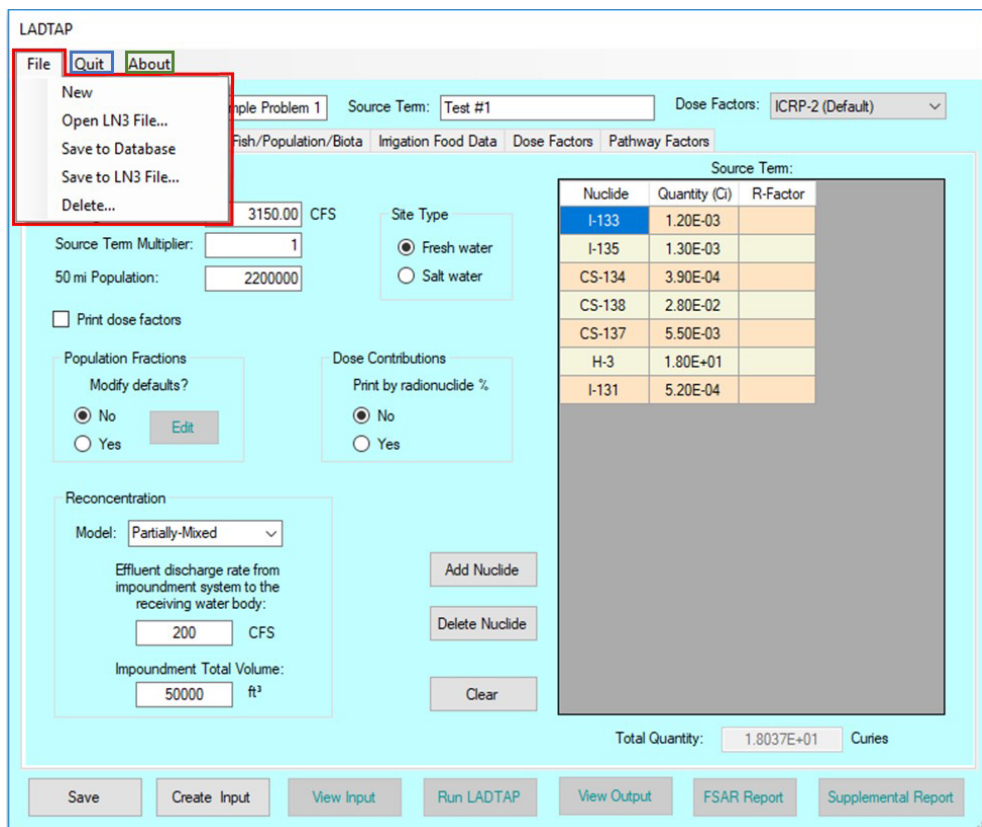 LADTAP
File Quit About
New
Open LN3 File...
Save to Database
Save to LN3 File...
Delete...
mple Problem 1 Source Term: Test #1 Dose Factors: ICRP-2 (Default)
Fish/Population/Biota Irrigation Food Data Dose Factors Pathway Factors
3150.00 CFS
Source Term Multiplier: 1
50 mi Population: 2200000
Print dose factors
Site Type
Fresh water
Salt water
Population Fractions
Modify defaults?
No
Yes
Edit
Dose Contributions
Print by radionuclide %
No
Yes
Reconcentration
Model: Partially-Mixed
Effluent discharge rate from
impoundment system to the
receiving water body:
200 CFS
Impoundment Total Volume:
50000 ft³
Add Nuclide
Delete Nuclide
Clear
Source Term:
Nuclide Quantity (Ci) R-Factor
I-133 1.20E-03
I-135 1.30E-03
CS-134 3.90E-04
CS-138 2.80E-02
CS-137 5.50E-03
H-3 1.80E+01
I-131 5.20E-04
Total Quantity: 1.8037E+01 Curies
Save Create Input View Input Run LADTAP View Output FSAR Report Supplemental Report